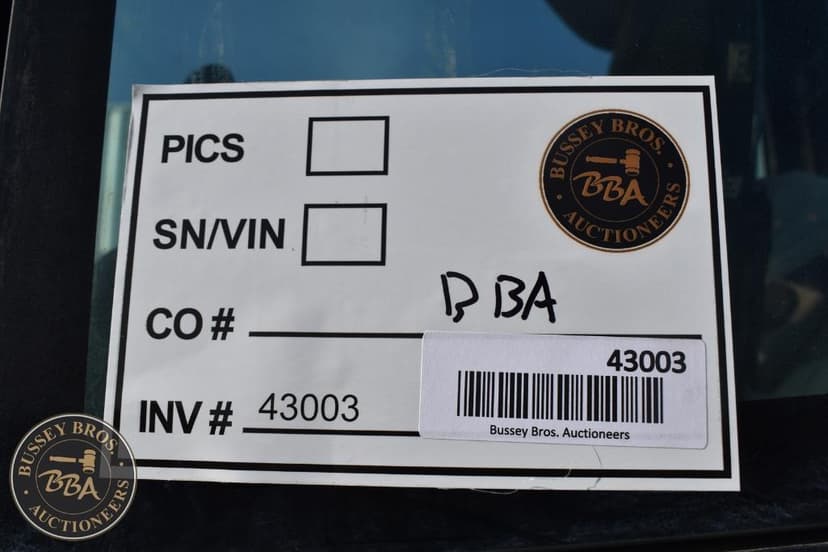 PICS
SN/VIN
CO #
BBA
INV # 43003
43003
Bussey Bros. Auctioneers
BUSSEY BROS.
BBA
AUCTIONEERS
BUSSEY BROS.
BBA
AUCTIONEERS